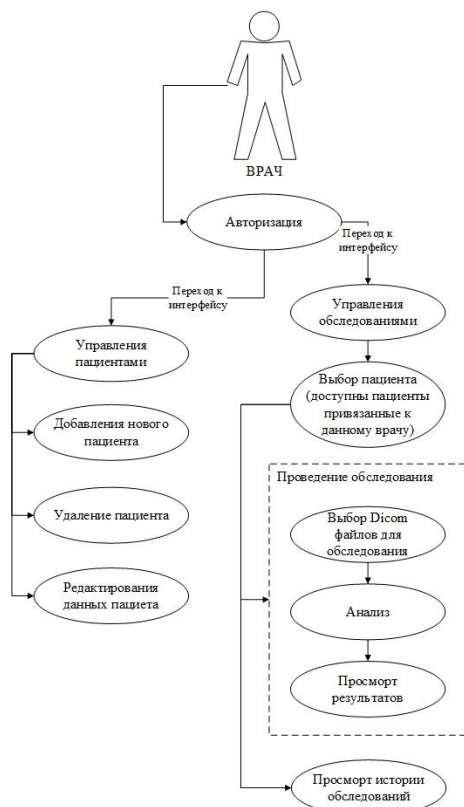 ВРАЧ
Авторизация
Переход к
интерфейсу
Переход к
интерфейсу
Управления
обследованиями
Управления
пациентами
Выбор пациента
(доступны пациенты
привязанные к
данному врачу)
Добавления нового
пациента
Проведение обследования
Выбор Dicom
файлов для
обследования
Удаление пациента
Редактирования
данных пациета
Анализ
Просморт
результатов
Просморт истории
обследований